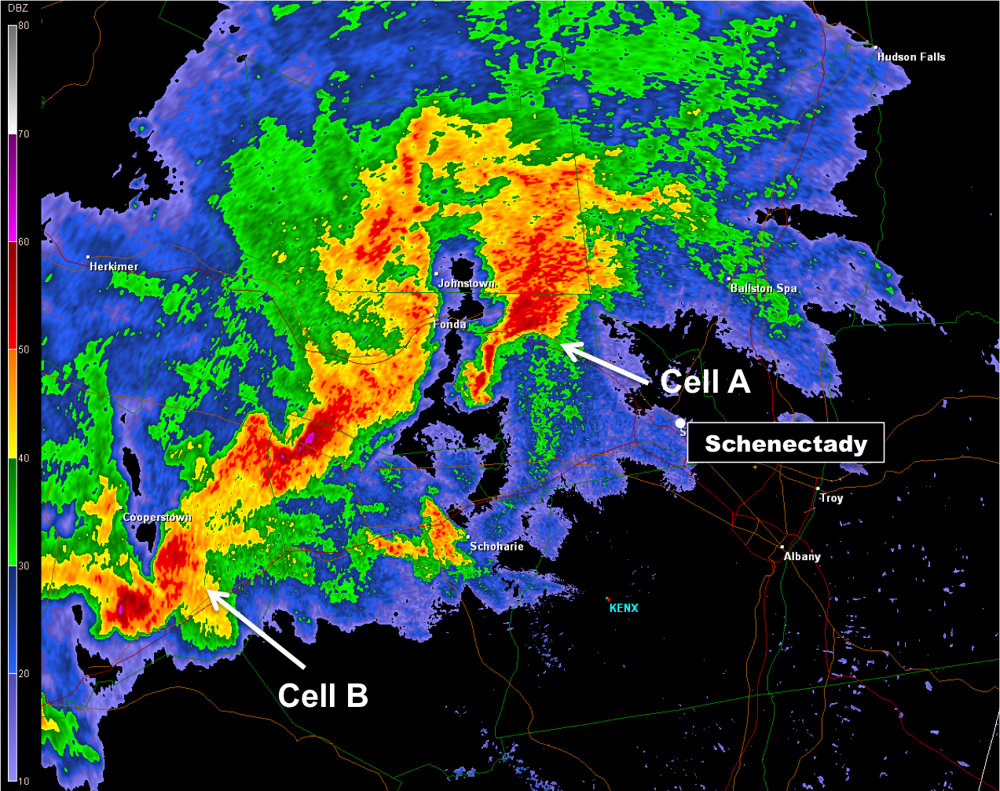 DBZ
80
Hudson Falls
70
60
Herkimer
Johnstown
Ballston Spa
Fonda
50
Cell A
S
Schenectady
40
Troy
Cooperstown
Schoharie
Albany
30
KENX
20
Cell B
10